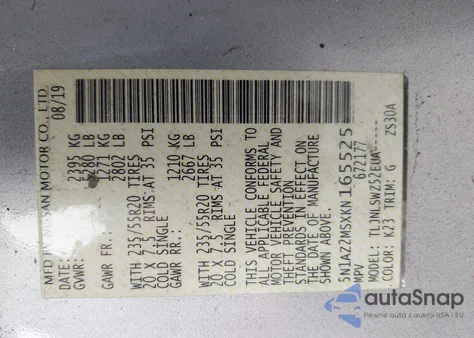 MFD BY NISSAN MOTOR CO., LTD.
DATE: 08/19
GVWR: 2395 KG
5280 LB
GAWR FR: 1271 KG
2802 LB
WITH 235/55R20 TIRES
20 X 7.5 RIMS AT 35 PSI
COLD SINGLE
GAWR RR: 1210 KG
2667 LB
WITH 235/55R20 TIRES
20 X 7.5 RIMS AT 35 PSI
COLD SINGLE
THIS VEHICLE CONFORMS TO
ALL APPLICABLE FEDERAL
MOTOR VEHICLE SAFETY AND
THEFT PREVENTION
STANDARDS IN EFFECT ON
THE DATE OF MANUFACTURE
SHOWN ABOVE.
5N1AZ2MSXKN 165525
MPV 672177
MODEL:
COLOR: K23 TRIM: G ZS30A
autoSnap
Pewne auta z aukcji USA - EU